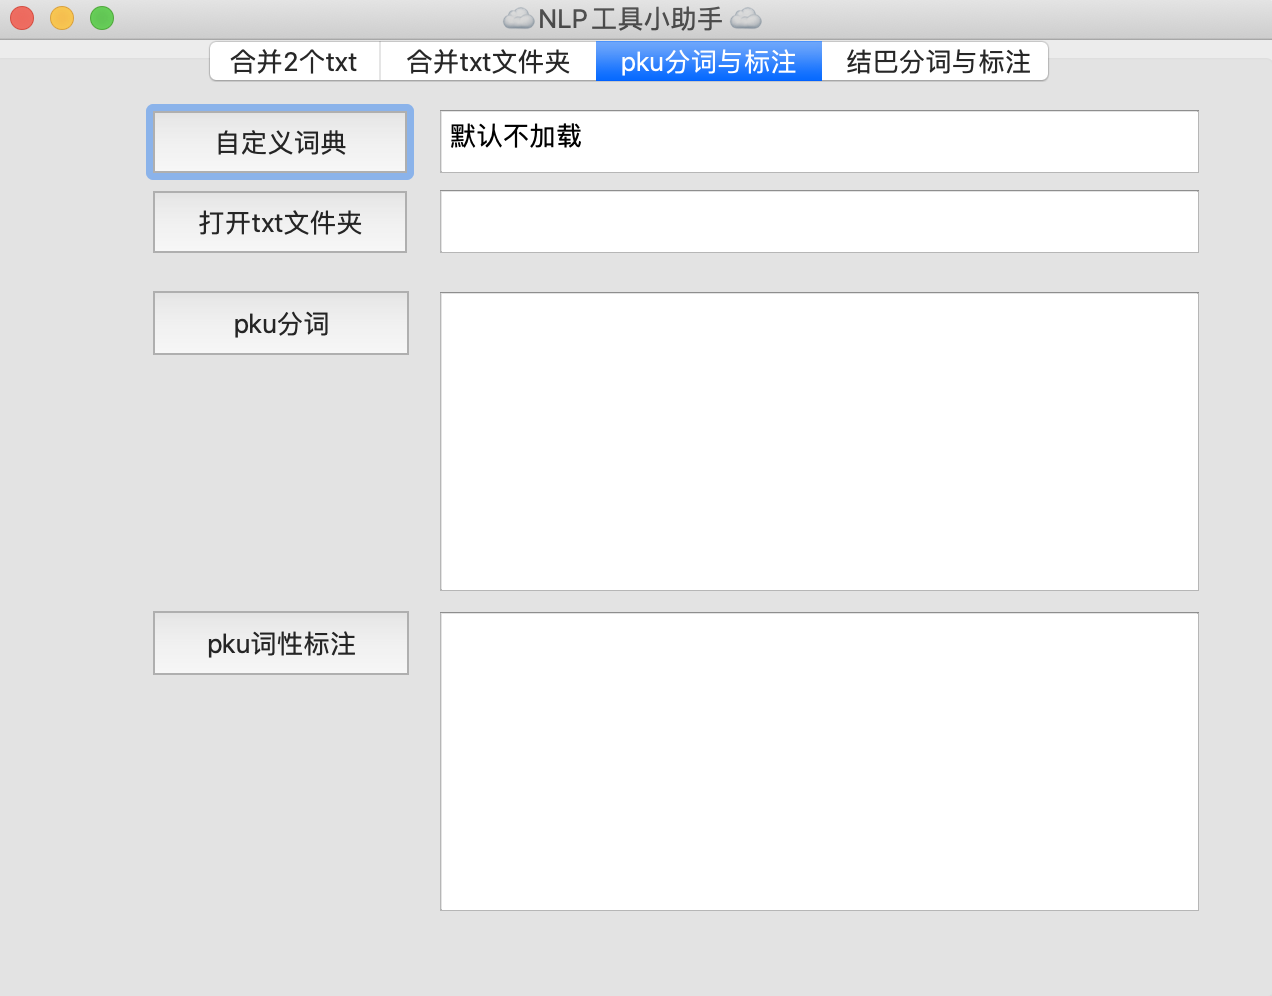 ☁️NLP工具小助手☁️
合并2个txt
合并txt文件夹
pku分词与标注
结巴分词与标注
自定义词典
默认不加载
打开txt文件夹
pku分词
pku词性标注